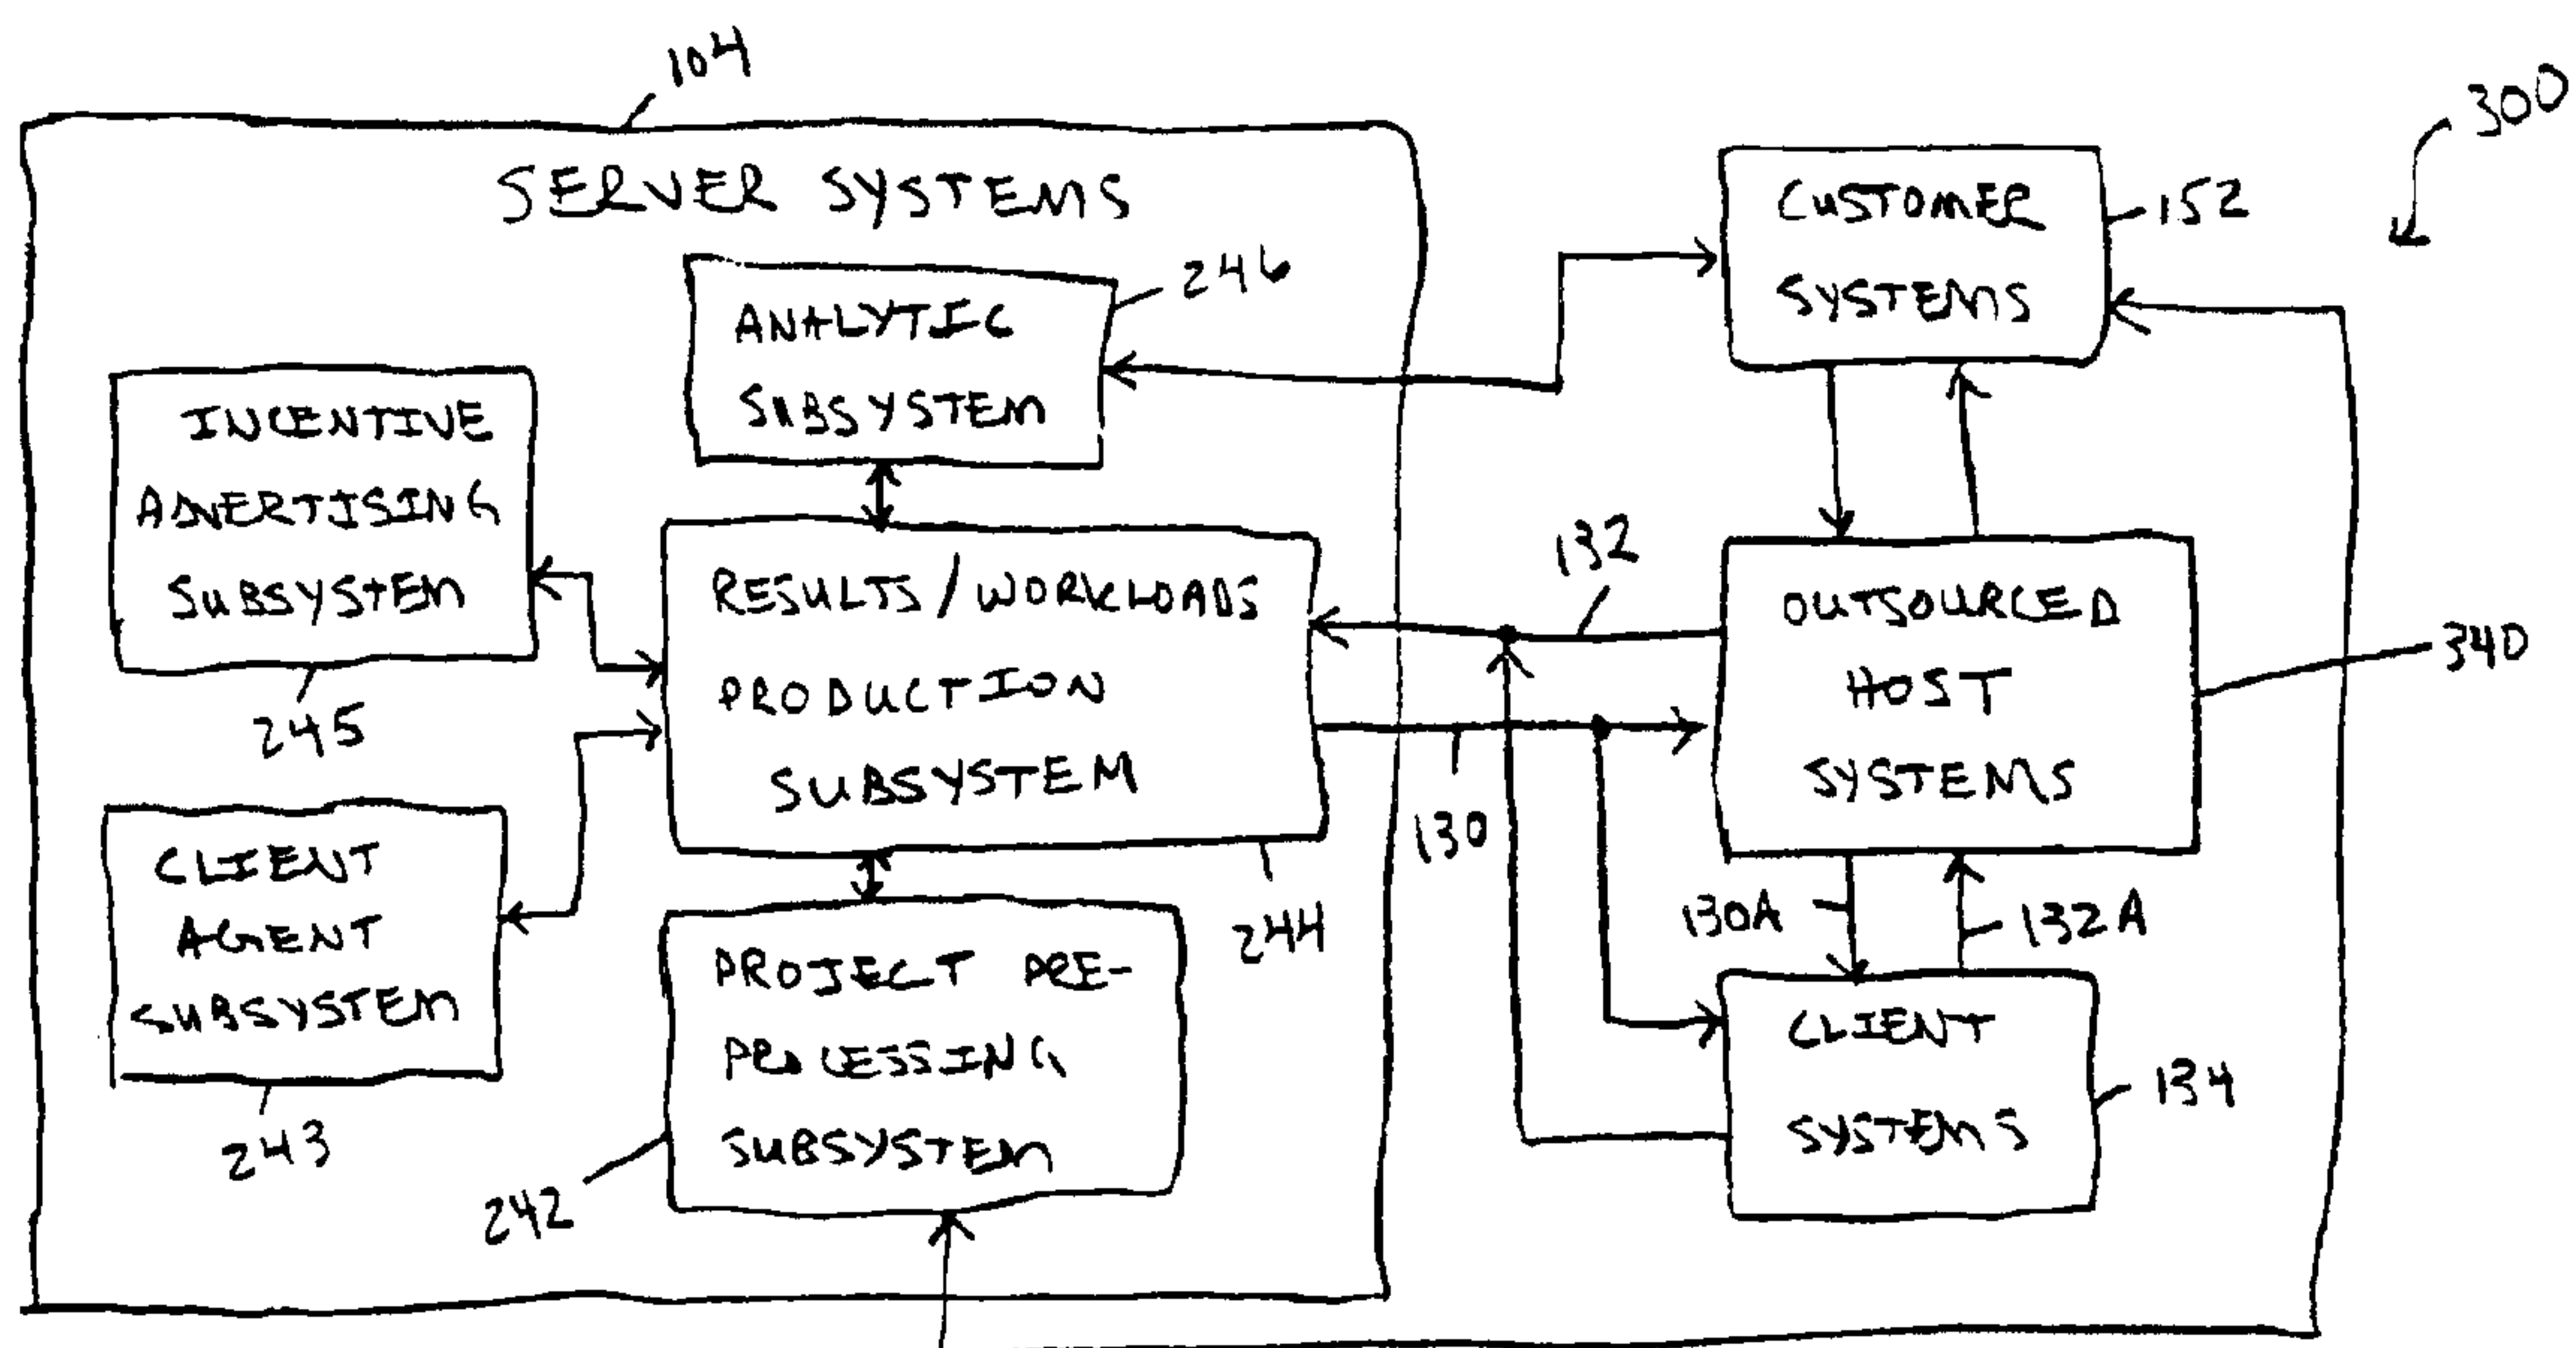 104
300
SERVER SYSTEMS
CUSTOMER
SYSTEMS
152
246
ANALYTIC
SUBSYSTEM
INCENTIVE
ADVERTISING
SUBSYSTEM
245
132
RESULTS/WORKLOADS
PRODUCTION
SUBSYSTEM
244
130
OUTSOURCED
HOST
SYSTEMS
340
CLIENT
AGENT
SUBSYSTEM
243
130A
132A
PROJECT PRE-
PROCESSING
SUBSYSTEM
242
CLIENT
SYSTEMS
134